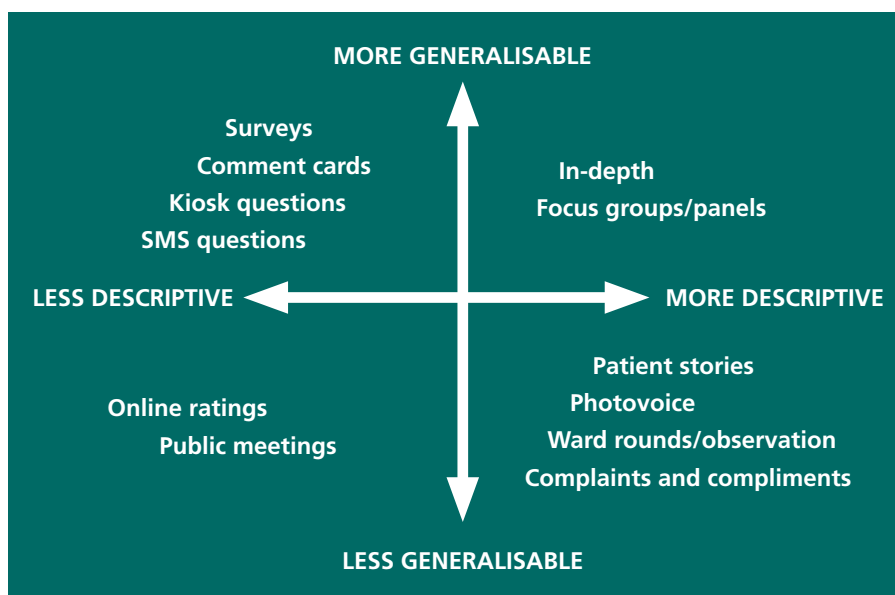 MORE GENERALISABLE
Surveys
Comment cards
Kiosk questions
SMS questions
In-depth
Focus groups/panels
LESS DESCRIPTIVE
MORE DESCRIPTIVE
Online ratings
Public meetings
Patient stories
Photovoice
Ward rounds/observation
Complaints and compliments
LESS GENERALISABLE